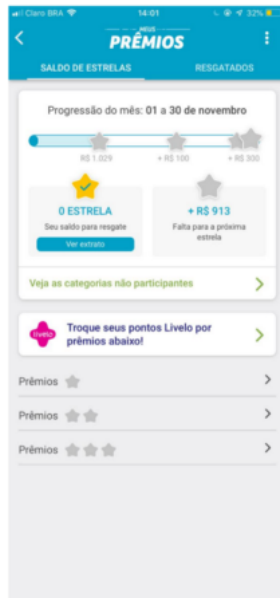 Claro BRA
14:01
32%
MEUS
PRÊMIOS
SALDO DE ESTRELAS
RESGATADOS
Progressão do mês: 01 a 30 de novembro
R$ 1.029
+ R$ 100
+ R$ 300
0 ESTRELA
Seu saldo para resgate
Ver extrato
+ R$ 913
Falta para a próxima
estrela
Veja as categorias não participantes
livelo
Troque seus pontos Livelo por
prêmios abaixo!
Prêmios
Prêmios
Prêmios